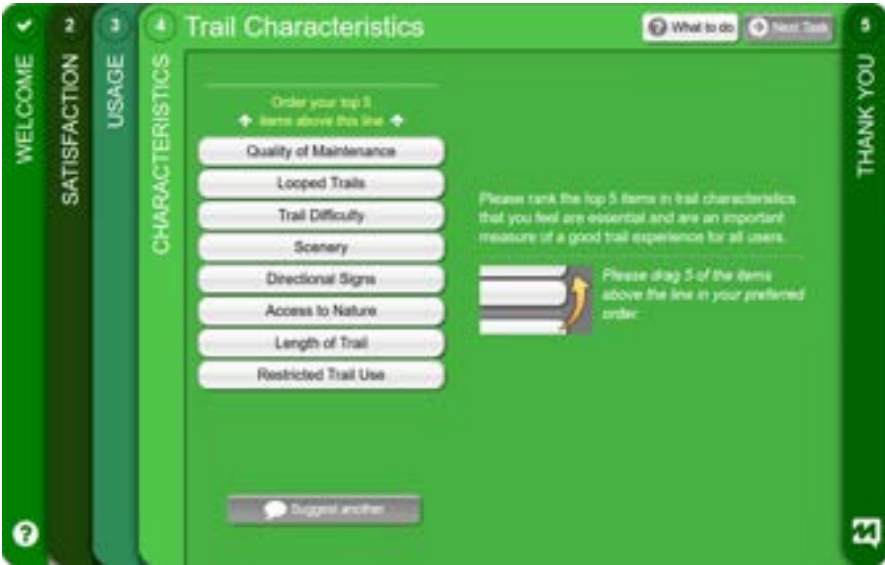 WELCOME
2
SATISFACTION
3
USAGE
4
CHARACTERISTICS
Trail Characteristics
What to do
Next Task
Order your top 5
items above this line
Quality of Maintenance
Looped Trails
Trail Difficulty
Scenery
Directional Signs
Access to Nature
Length of Trail
Restricted Trail Use
Suggest another
Please rank the top 5 items in trail characteristics
that you feel are essential and are an important
measure of a good trail experience for all users.
Please drag 5 of the items
above the line in your preferred
order.
5
THANK YOU
?